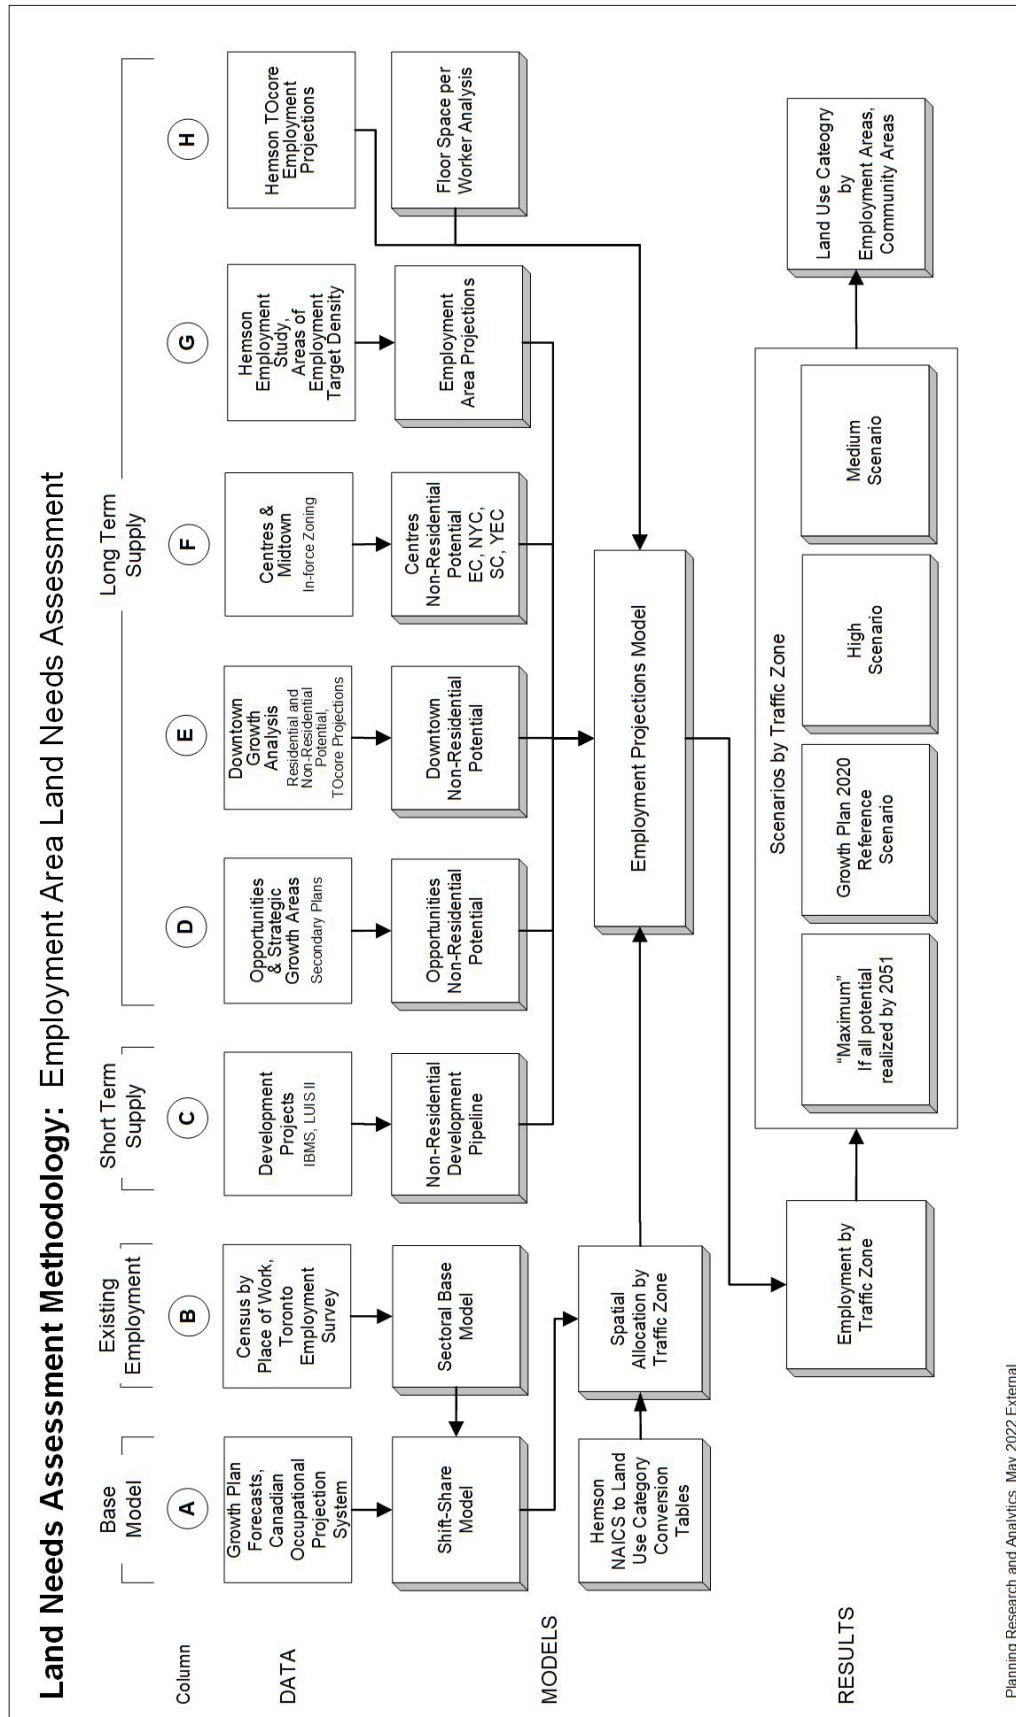 Land Needs Assessment Methodology: Employment Area Land Needs Assessment
Base
Model
Existing
Employment
Short Term
Supply
Long Term
Supply
Column
A
B
C
D
E
F
G
H
DATA
Growth Plan
Forecasts,
Canadian
Occupational
Projection
System
Census by
Place of Work,
Toronto
Employment
Survey
Development
Projects
IBMS, LUIS II
Opportunities
& Strategic
Growth Areas
Secondary Plans
Downtown
Growth
Analysis
Residential and
Non-Residential
Potential,
TOcore Projections
Centres &
Midtown
In-force Zoning
Hemson
Employment
Study,
Areas of
Employment
Target Density
Hemson TOcore
Employment
Projections
MODELS
Shift-Share
Model
Sectoral Base
Model
Non-Residential
Development
Pipeline
Opportunities
Non-Residential
Potential
Downtown
Non-Residential
Potential
Centres
Non-Residential
Potential
EC, NYC,
SC, YEC
Employment
Area Projections
Floor Space per
Worker Analysis
Hemson
NAICS to Land
Use Category
Conversion
Tables
Spatial
Allocation by
Traffic Zone
Employment Projections Model
RESULTS
Employment by
Traffic Zone
Scenarios by Traffic Zone
“Maximum”
If all potential
realized by 2051
Growth Plan 2020
Reference
Scenario
High
Scenario
Medium
Scenario
Land Use Cateogry
by
Employment Areas,
Community Areas
Planning Research and Analytics, May 2022 External